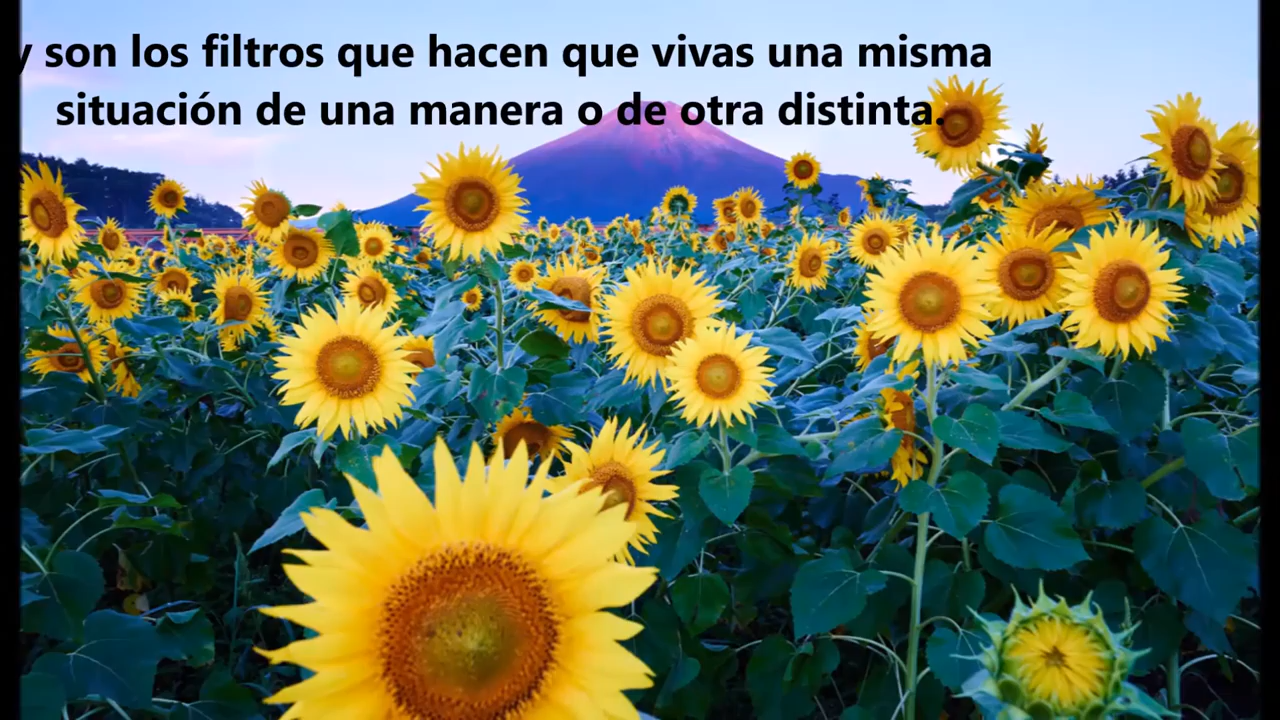 y son los filtros que hacen que vivas una misma
situación de una manera o de otra distinta.